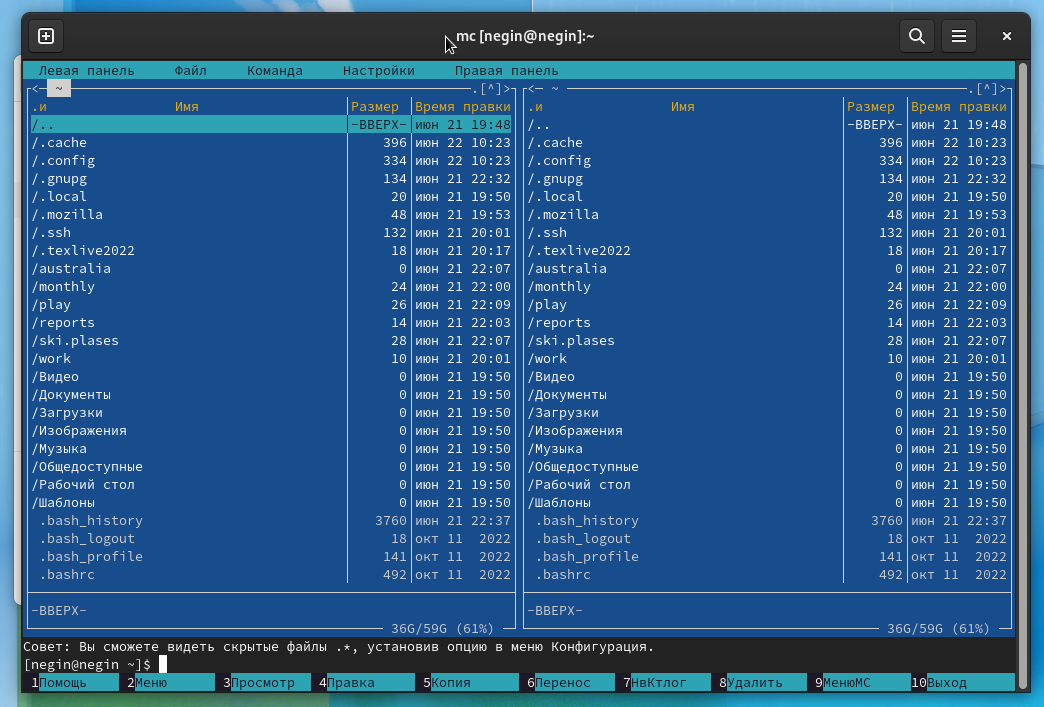 mc [negin@negin]:~
Левая панель Файл Команда Настройки Правая панель
<─ ~ .[^]> <─ ~ .[^]>
.и Имя Размер Время правки .и Имя Размер Время правки
/.. -ВВЕРХ- июн 21 19:48 /.. -ВВЕРХ- июн 21 19:48
/.cache 396 июн 22 10:23 /.cache 396 июн 22 10:23
/.config 334 июн 22 10:23 /.config 334 июн 22 10:23
/.gnupg 134 июн 21 22:32 /.gnupg 134 июн 21 22:32
/.local 20 июн 21 19:50 /.local 20 июн 21 19:50
/.mozilla 48 июн 21 19:53 /.mozilla 48 июн 21 19:53
/.ssh 132 июн 21 20:01 /.ssh 132 июн 21 20:01
/.texlive2022 18 июн 21 20:17 /.texlive2022 18 июн 21 20:17
/australia 0 июн 21 22:07 /australia 0 июн 21 22:07
/monthly 24 июн 21 22:00 /monthly 24 июн 21 22:00
/play 26 июн 21 22:09 /play 26 июн 21 22:09
/reports 14 июн 21 22:03 /reports 14 июн 21 22:03
/ski.plases 28 июн 21 22:07 /ski.plases 28 июн 21 22:07
/work 10 июн 21 20:01 /work 10 июн 21 20:01
/Видео 0 июн 21 19:50 /Видео 0 июн 21 19:50
/Документы 0 июн 21 19:50 /Документы 0 июн 21 19:50
/Загрузки 0 июн 21 19:50 /Загрузки 0 июн 21 19:50
/Изображения 0 июн 21 19:50 /Изображения 0 июн 21 19:50
/Музыка 0 июн 21 19:50 /Музыка 0 июн 21 19:50
/Общедоступные 0 июн 21 19:50 /Общедоступные 0 июн 21 19:50
/Рабочий стол 0 июн 21 19:50 /Рабочий стол 0 июн 21 19:50
/Шаблоны 0 июн 21 19:50 /Шаблоны 0 июн 21 19:50
.bash_history 3760 июн 21 22:37 .bash_history 3760 июн 21 22:37
.bash_logout 18 окт 11 2022 .bash_logout 18 окт 11 2022
.bash_profile 141 окт 11 2022 .bash_profile 141 окт 11 2022
.bashrc 492 окт 11 2022 .bashrc 492 окт 11 2022
-ВВЕРХ- -ВВЕРХ-
36G/59G (61%) 36G/59G (61%)
Совет: Вы сможете видеть скрытые файлы .*, установив опцию в меню Конфигурация.
[negin@negin ~]$
1Помощь 2Меню 3Просмотр 4Правка 5Копия 6Перенос 7НвКтлог 8Удалить 9МенюMC 10Выход